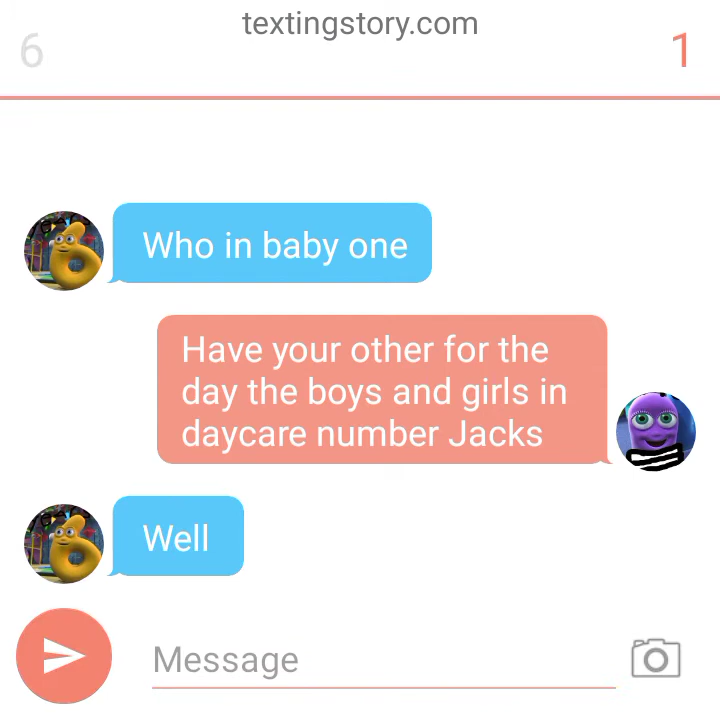 textingstory.com
6
1
Who in baby one
Have your other for the
day the boys and girls in
daycare number Jacks
Well
Message